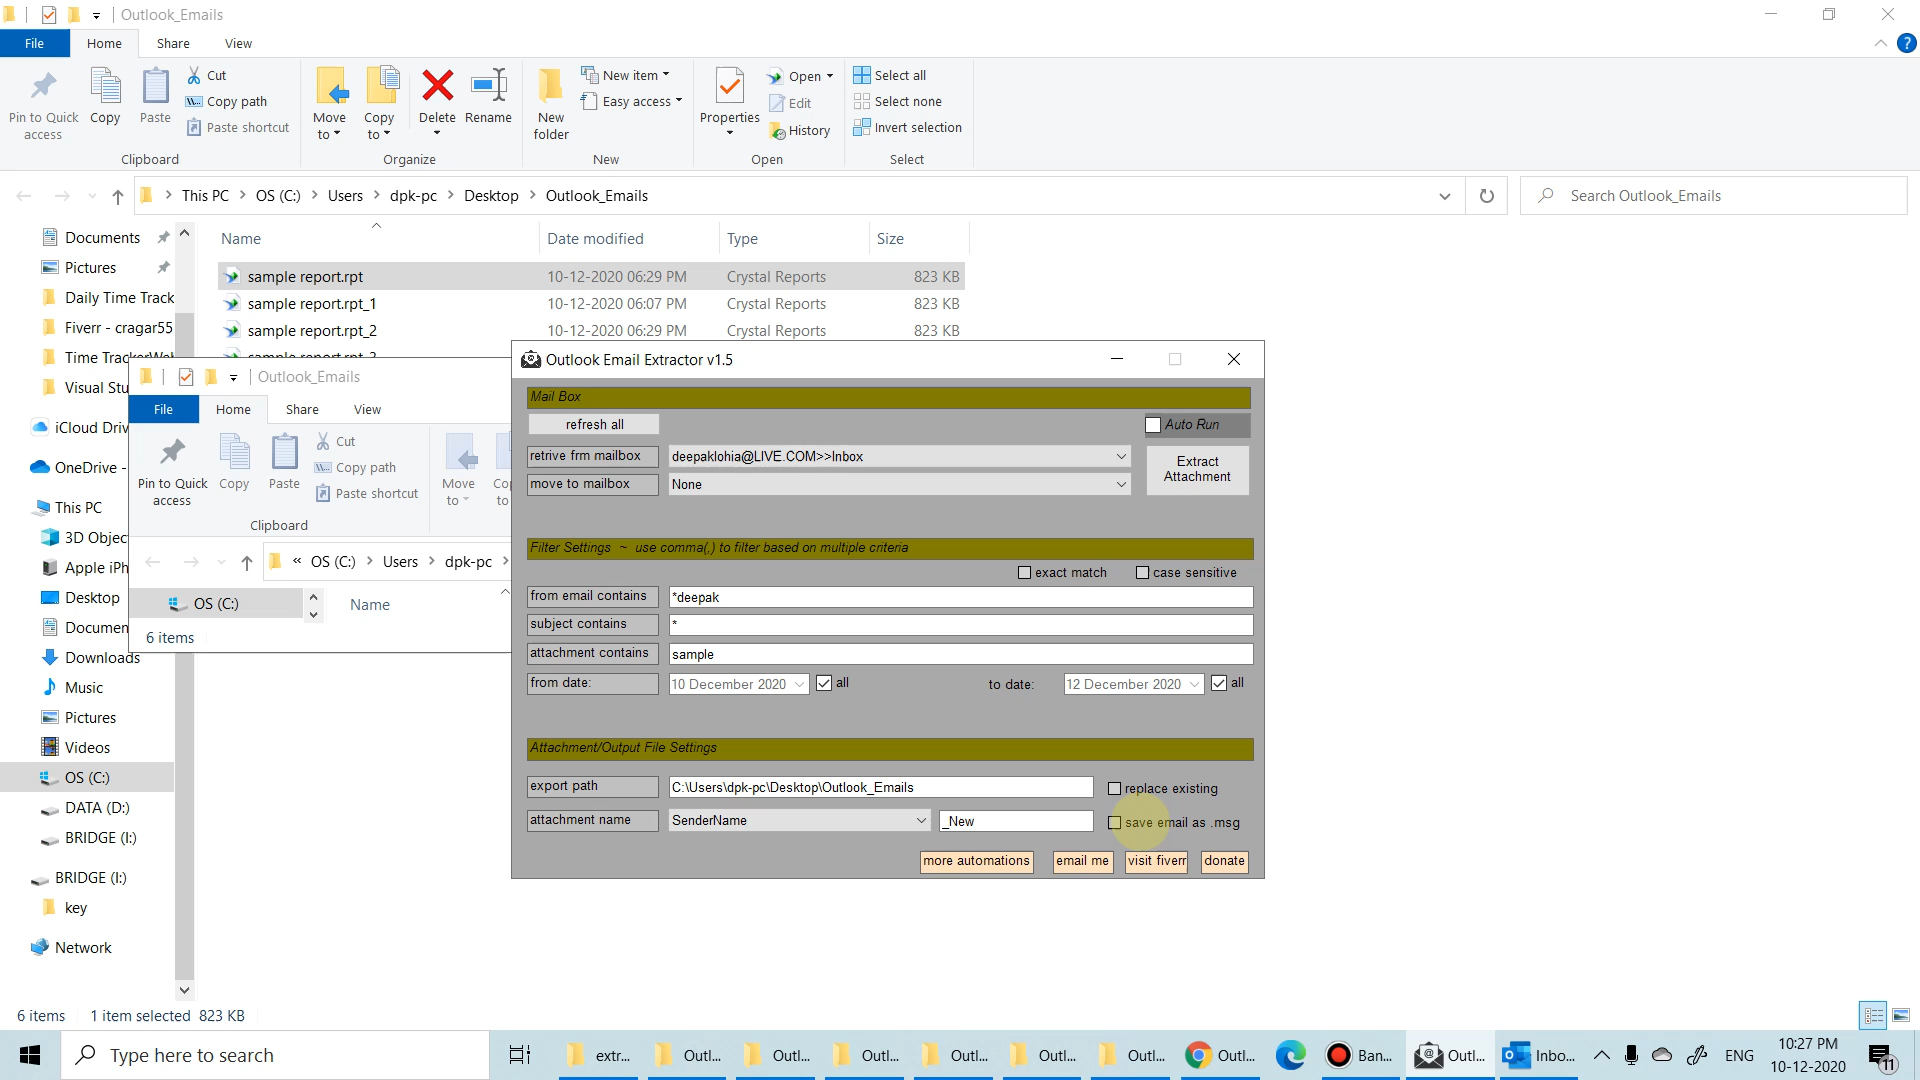 Outlook_Emails
File Home Share View
Pin to Quick access
Copy
Paste
Cut
Copy path
Paste shortcut
Clipboard
Move to
Copy to
Delete
Rename
Organize
New folder
New item
Easy access
New
Properties
Open
Edit
History
Open
Select all
Select none
Invert selection
Select
This PC > OS (C:) > Users > dpk-pc > Desktop > Outlook_Emails
Search Outlook_Emails
Name Date modified Type Size
sample report.rpt 10-12-2020 06:29 PM Crystal Reports 823 KB
sample report.rpt_1 10-12-2020 06:07 PM Crystal Reports 823 KB
sample report.rpt_2 10-12-2020 06:29 PM Crystal Reports 823 KB
Documents
Pictures
Daily Time Track
Fiverr - cragar55
Time Tracker
Visual Stu
iCloud Driv
OneDrive -
This PC
3D Objec
Apple iPh
Desktop
Documen
Downloads
Music
Pictures
Videos
OS (C:)
DATA (D:)
BRIDGE (I:)
BRIDGE (I:)
key
Network
6 items 1 item selected 823 KB
Outlook_Emails
File Home Share View
Pin to Quick access
Copy
Paste
Cut
Copy path
Paste shortcut
Clipboard
Move to
Co
to
« OS (C:) > Users > dpk-pc >
OS (C:)
Name
6 items
Outlook Email Extractor v1.5
Mail Box
refresh all
Auto Run
retrive frm mailbox deepaklohia@LIVE.COM>>Inbox
Extract Attachment
move to mailbox None
Filter Settings ~ use comma(,) to filter based on multiple criteria
exact match case sensitive
from email contains *deepak
subject contains *
attachment contains sample
from date: 10 December 2020 all to date: 12 December 2020 all
Attachment/Output File Settings
export path C:\Users\dpk-pc\Desktop\Outlook_Emails replace existing
attachment name SenderName _New save email as .msg
more automations email me visit fiverr donate
Type here to search
extr...
Outl...
Outl...
Outl...
Outl...
Outl...
Outl...
Outl...
Ban...
Outl...
Inbo...
ENG
10:27 PM
10-12-2020
11